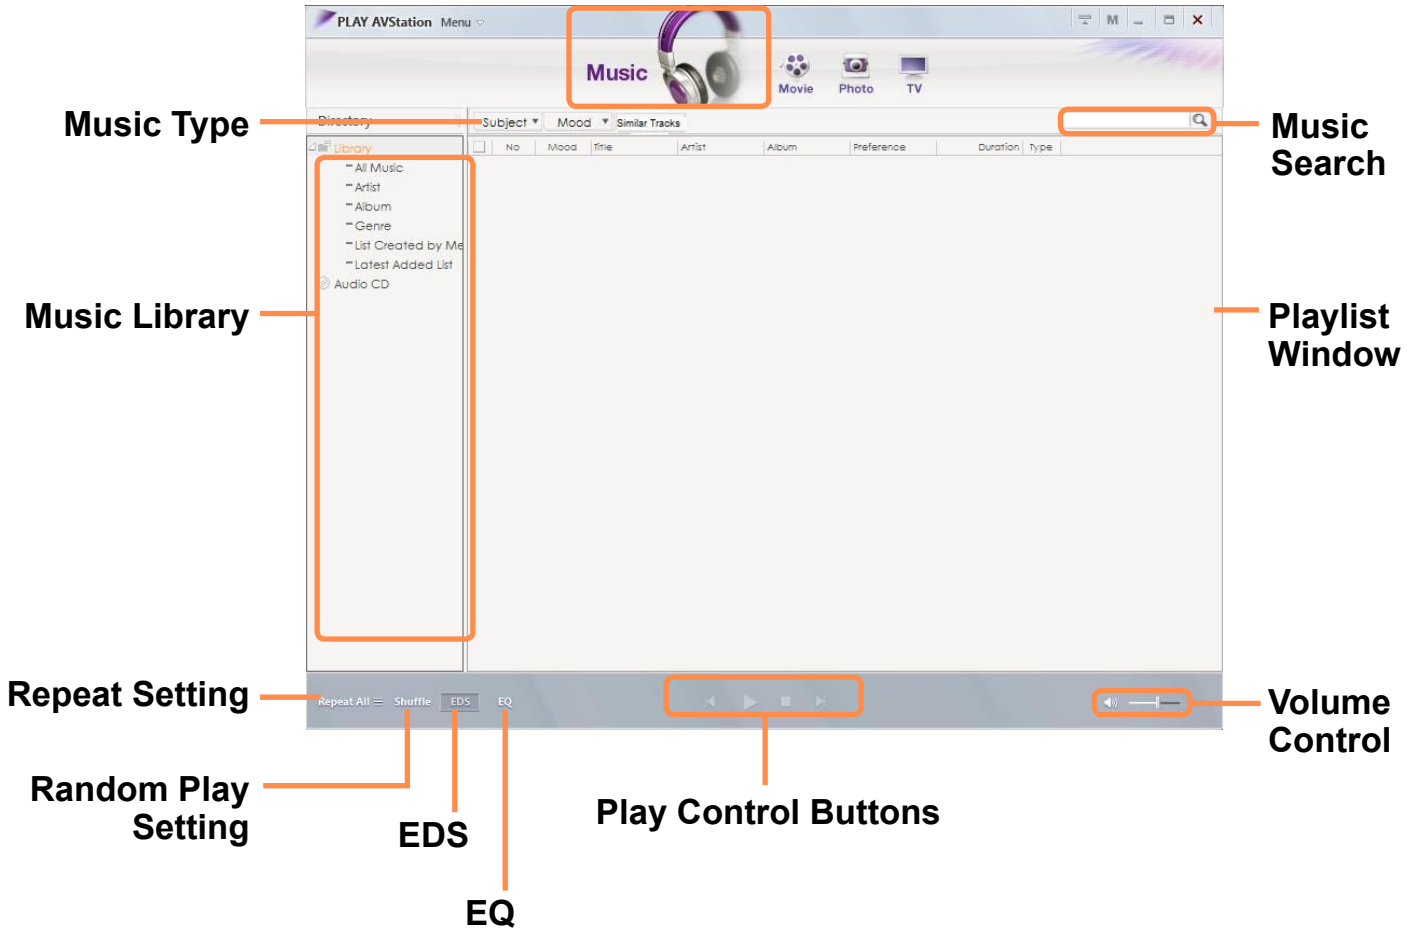 PLAY AVStation Menu
M
Music
Movie
Photo
TV
Music Type
Directory
Subject
Mood
Similar Tracks
Music
Search
Library
No
Mood
Title
Artist
Album
Preference
Duration
Type
All Music
Artist
Album
Genre
List Created by Me
Latest Added List
Audio CD
Music Library
Playlist
Window
Repeat Setting
Repeat All
Shuffle
EDS
EQ
Volume
Control
Random Play
Setting
EDS
Play Control Buttons
EQ